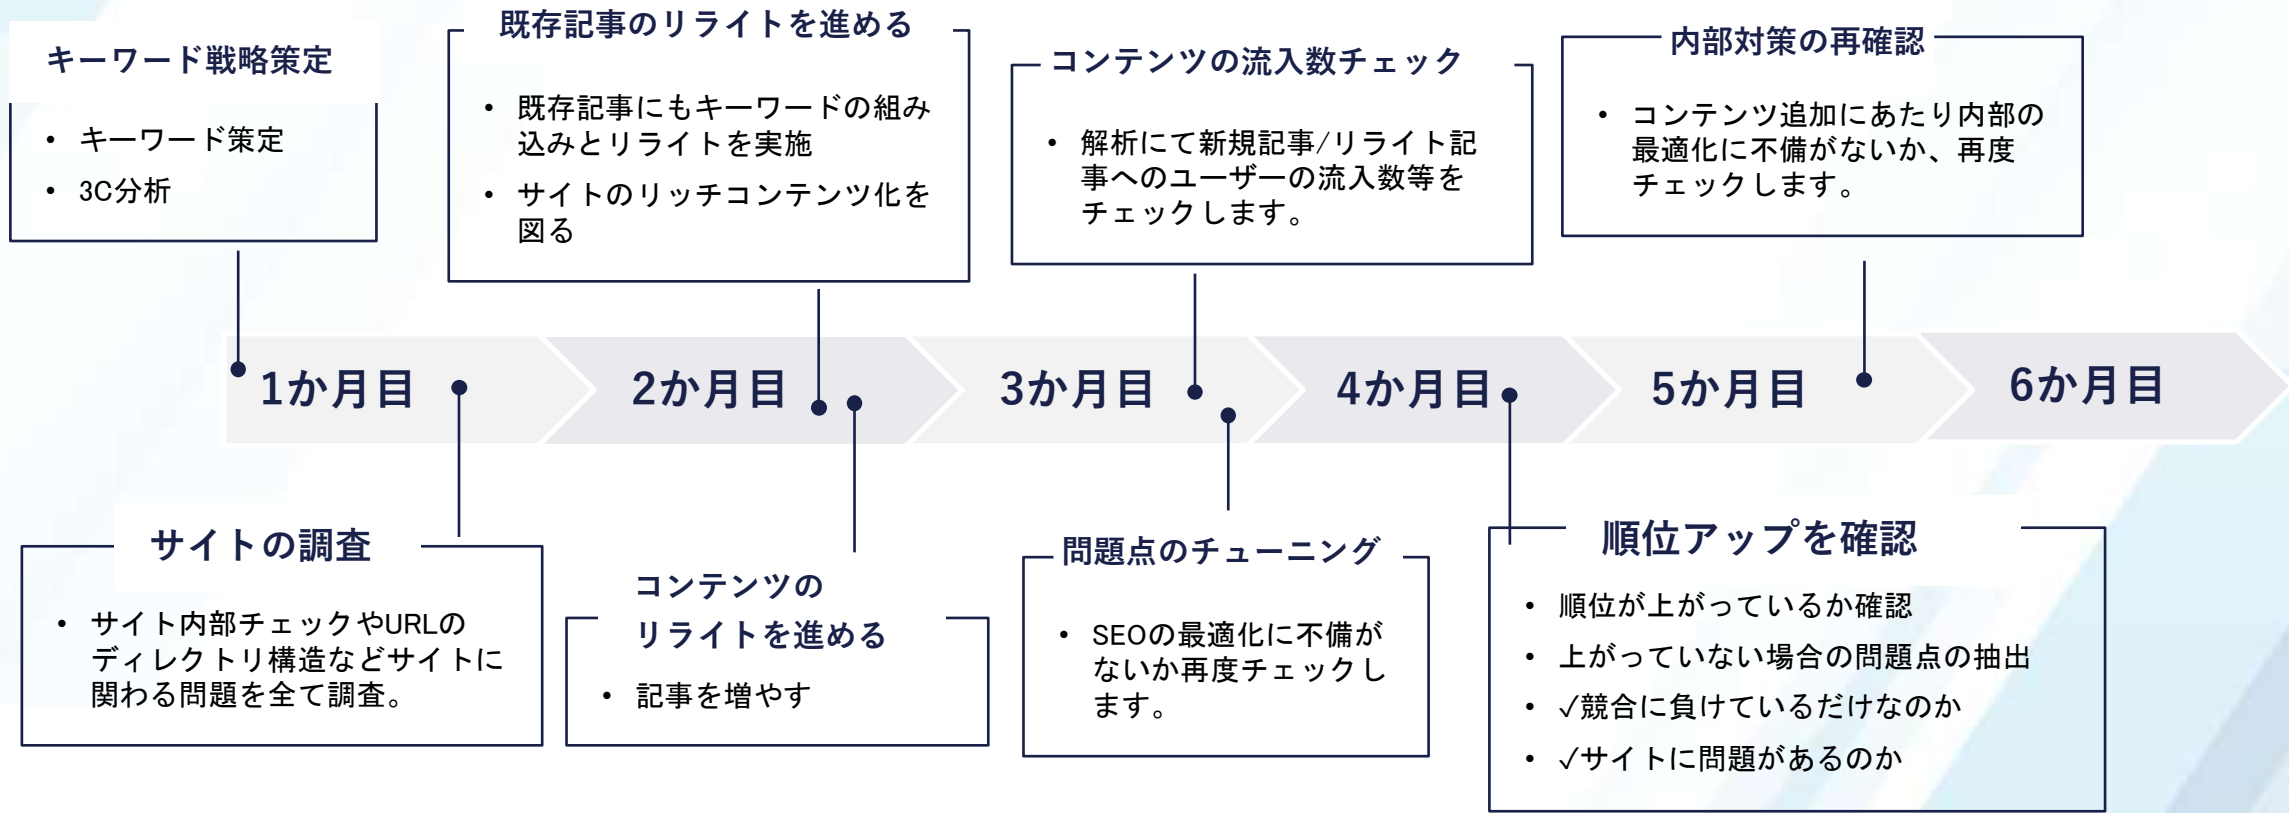 キーワード戦略策定
• キーワード策定
• 3C分析
既存記事のリライトを進める
• 既存記事にもキーワードの組み
込みとリライトを実施
• サイトのリッチコンテンツ化を
図る
コンテンツの流入数チェック
• 解析にて新規記事/リライト記
事へのユーザーの流入数等を
チェックします。
内部対策の再確認
• コンテンツ追加にあたり内部の
最適化に不備がないか、再度
チェックします。
1か月目
2か月目
3か月目
4か月目
5か月目
6か月目
サイトの調査
• サイト内部チェックやURLの
ディレクトリ構造などサイトに
関わる問題を全て調査。
コンテンツの
リライトを進める
• 記事を増やす
問題点のチューニング
• SEOの最適化に不備が
ないか再度チェックし
ます。
順位アップを確認
• 順位が上がっているか確認
• 上がっていない場合の問題点の抽出
• ✓競合に負けているだけなのか
• ✓サイトに問題があるのか